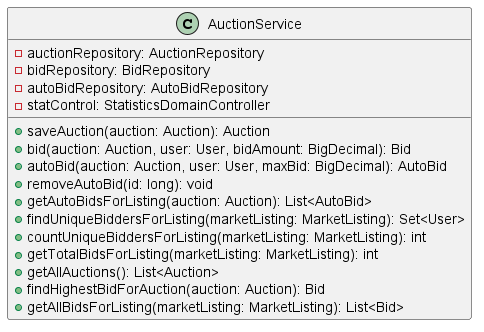 C AuctionService
auctionRepository: AuctionRepository
bidRepository: BidRepository
autoBidRepository: AutoBidRepository
statControl: StatisticsDomainController
saveAuction(auction: Auction): Auction
bid(auction: Auction, user: User, bidAmount: BigDecimal): Bid
autoBid(auction: Auction, user: User, maxBid: BigDecimal): AutoBid
removeAutoBid(id: long): void
getAutoBidsForListing(auction: Auction): List<AutoBid>
findUniqueBiddersForListing(marketListing: MarketListing): Set<User>
countUniqueBiddersForListing(marketListing: MarketListing): int
getTotalBidsForListing(marketListing: MarketListing): int
getAllAuctions(): List<Auction>
findHighestBidForAuction(auction: Auction): Bid
getAllBidsForListing(marketListing: MarketListing): List<Bid>